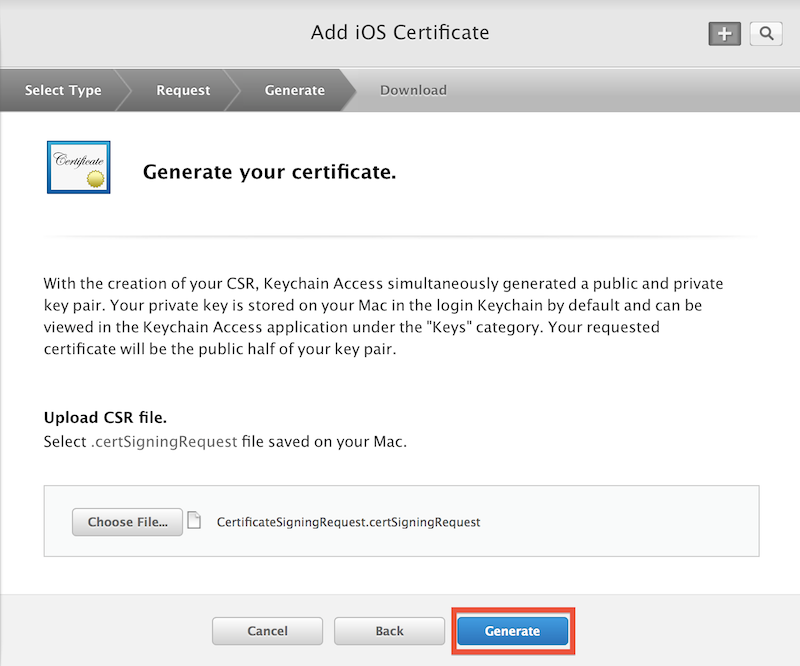 Add iOS Certificate
Select Type
Request
Generate
Download
Certificate
Generate your certificate.
With the creation of your CSR, Keychain Access simultaneously generated a public and private
key pair. Your private key is stored on your Mac in the login Keychain by default and can be
viewed in the Keychain Access application under the "Keys" category. Your requested
certificate will be the public half of your key pair.
Upload CSR file.
Select .certSigningRequest file saved on your Mac.
Choose File...
CertificateSigningRequest.certSigningRequest
Cancel
Back
Generate